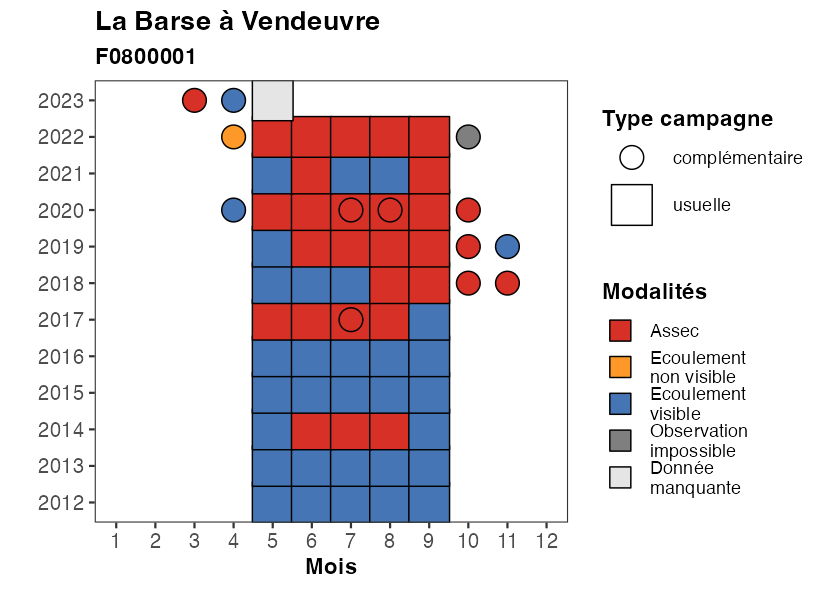 La Barse à Vendeuvre
F0800001
2023
2022
2021
2020
2019
2018
2017
2016
2015
2014
2013
2012
1 2 3 4 5 6 7 8 9 10 11 12
Mois
Type campagne
complémentaire
usuelle
Modalités
Assec
Ecoulement
non visible
Ecoulement
visible
Observation
impossible
Donnée
manquante